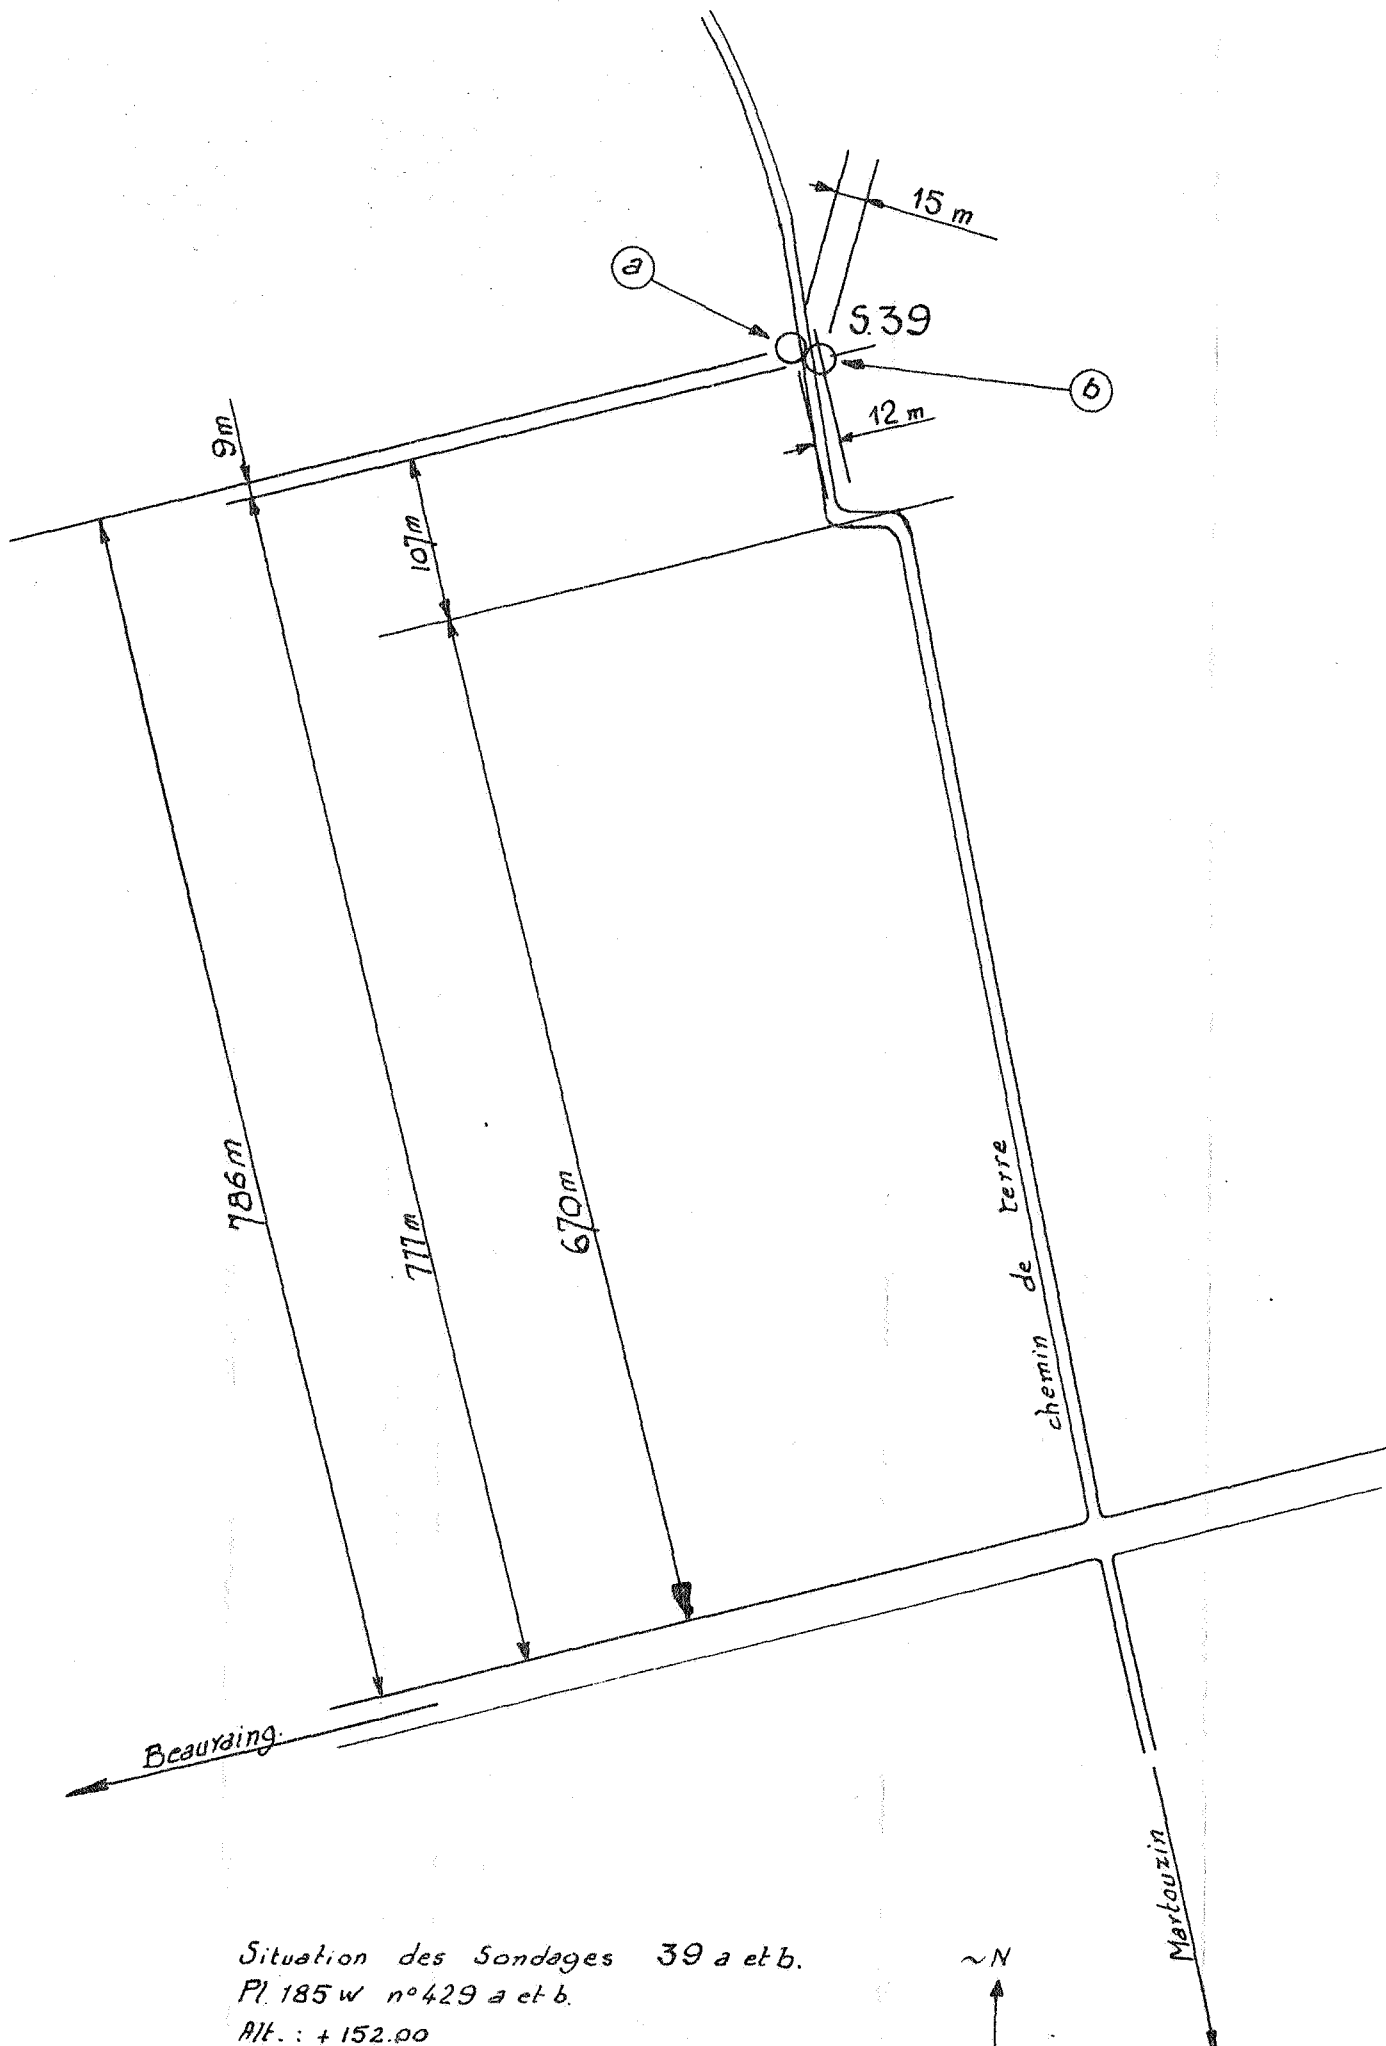 15 m
a
S.39
b
12 m
9m
107m
786m
777m
670m
chemin de terre
Beauraing.
Martouzin
Situation des Sondages 39 a et b.
Pl. 185 w n° 429 a et b.
Alt. : + 152.00
~N